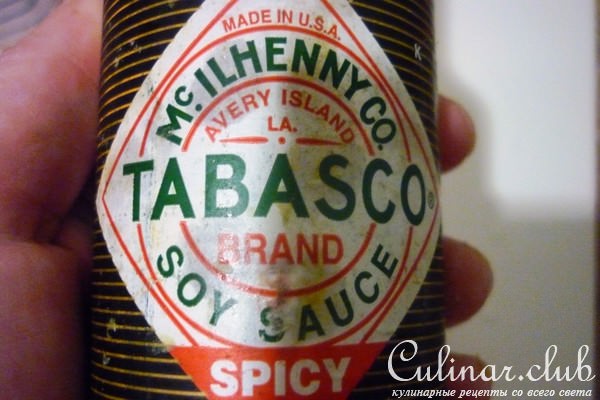 MADE IN U.S.A.
K
McILHENNY CO.
AVERY ISLAND
LA.
TABASCO®
BRAND
SOY SAUCE
SPICY
Culinar.club
кулинарные рецепты со всего света